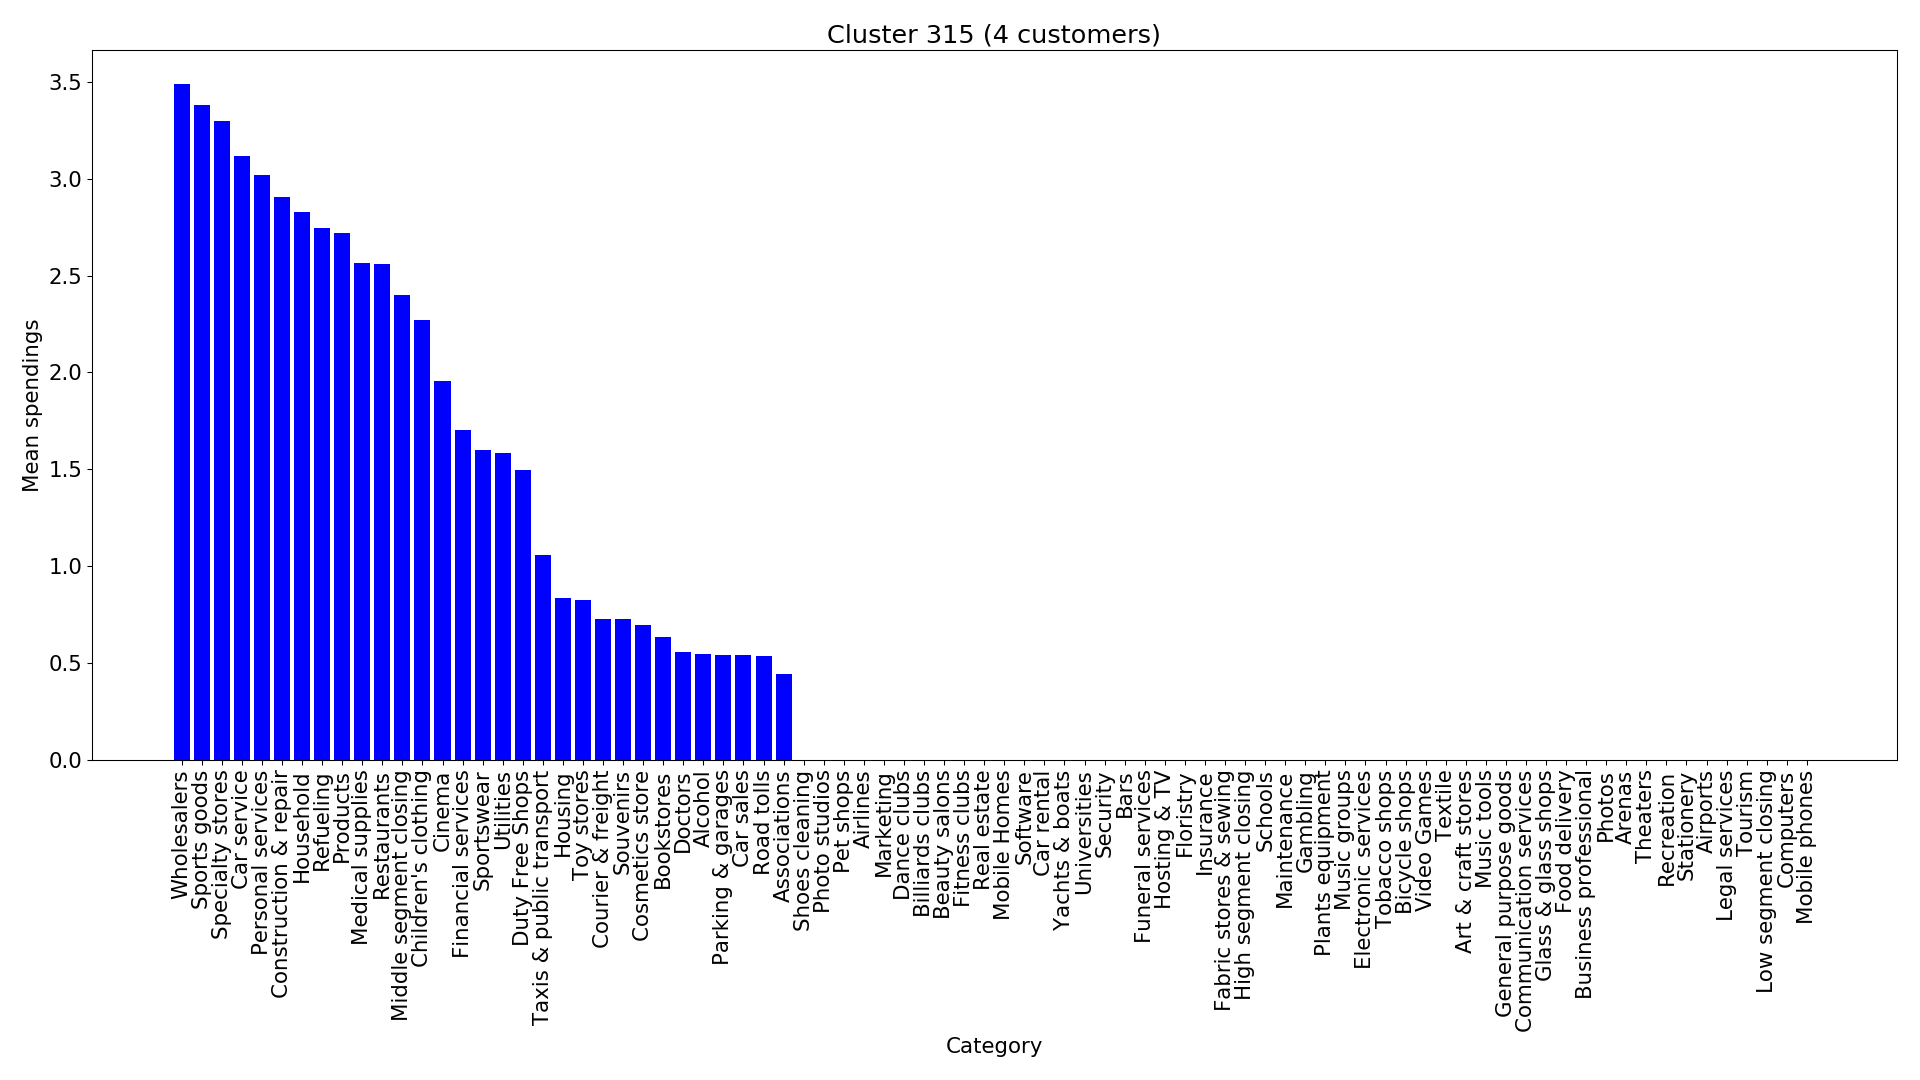 Cluster 315 (4 customers)
3.5
3.0
2.5
2.0
1.5
1.0
0.5
0.0
Mean spendings
Wholesalers
Sports goods
Specialty stores
Car service
Personal services
Construction & repair
Household
Refueling
Products
Medical supplies
Restaurants
Middle segment closing
Children's clothing
Cinema
Financial services
Sportswear
Utilities
Duty Free Shops
Taxis & public transport
Housing
Toy stores
Courier & freight
Souvenirs
Cosmetics store
Bookstores
Doctors
Alcohol
Parking & garages
Car sales
Road tolls
Associations
Shoes cleaning
Photo studios
Pet shops
Airlines
Marketing
Dance clubs
Billiards clubs
Beauty salons
Fitness clubs
Real estate
Mobile Homes
Software
Car rental
Yachts & boats
Universities
Security
Bars
Funeral services
Hosting & TV
Floristry
Insurance
Fabric stores & sewing
High segment closing
Schools
Maintenance
Gambling
Plants equipment
Music groups
Electronic services
Tobacco shops
Bicycle shops
Video Games
Textile
Art & craft stores
Music tools
General purpose goods
Communication services
Glass & glass shops
Food delivery
Business professional
Photos
Arenas
Theaters
Recreation
Stationery
Airports
Legal services
Tourism
Low segment closing
Computers
Mobile phones
Category